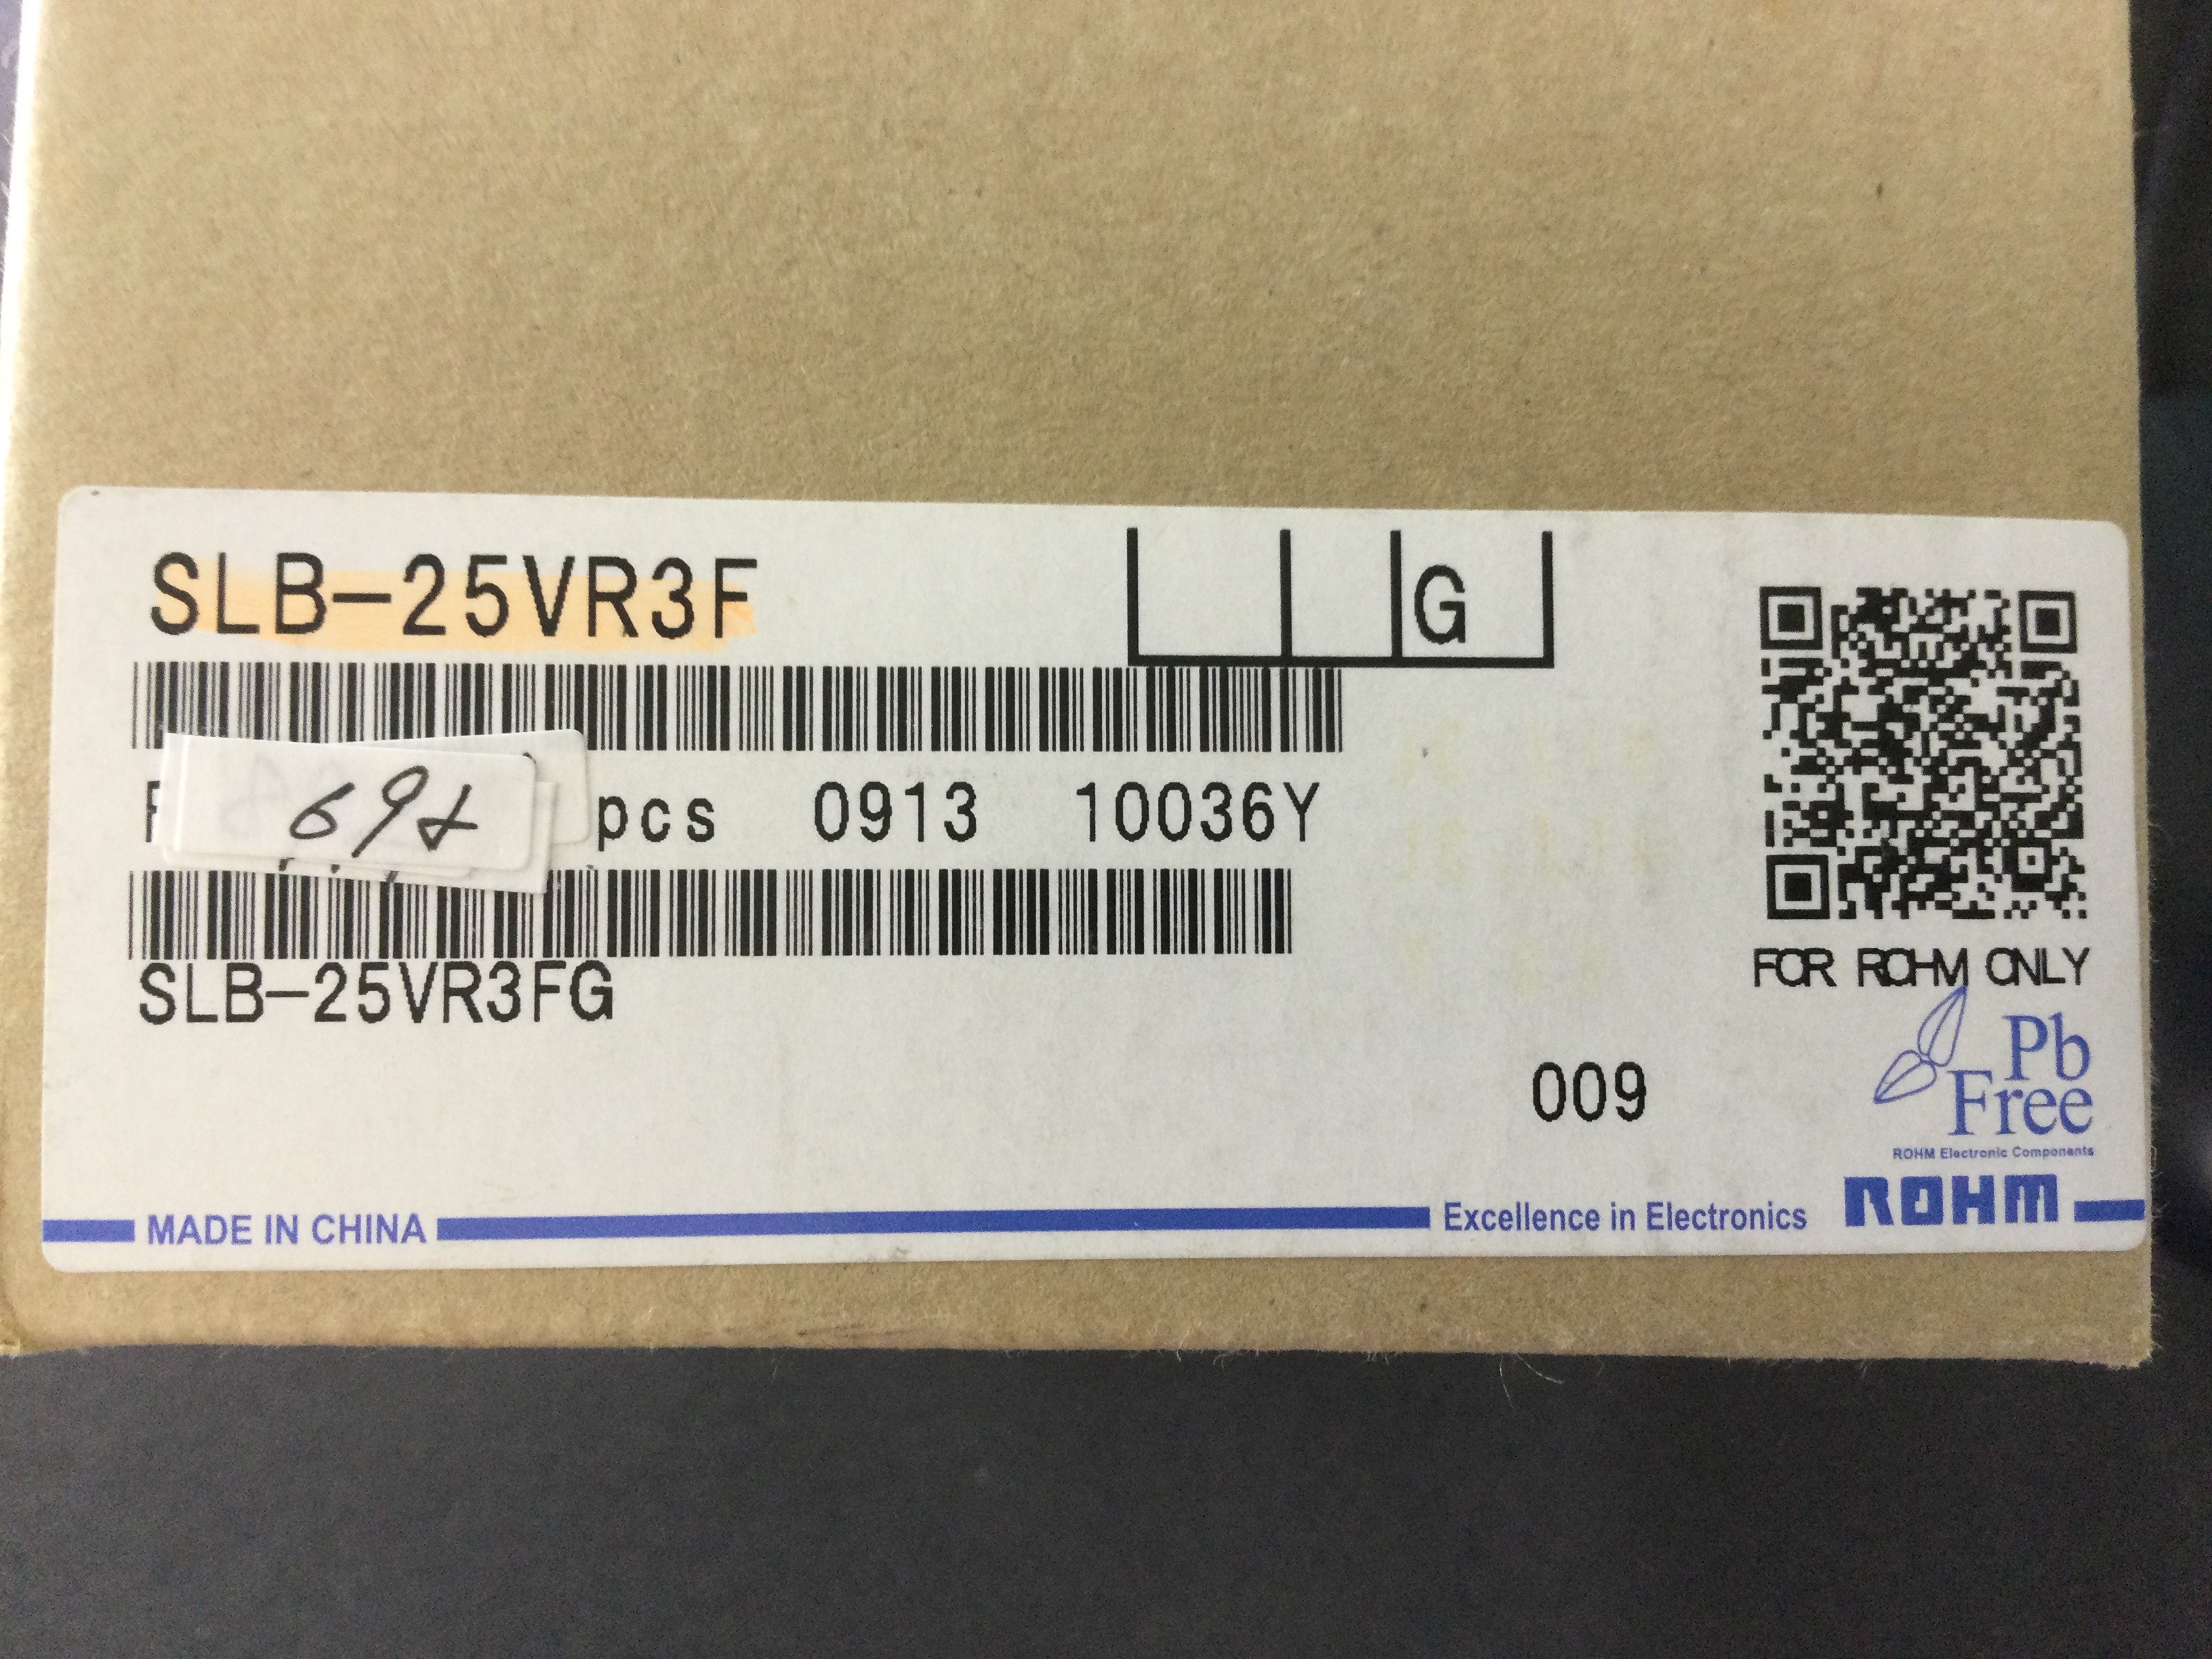 SLB-25VR3F
G
pcs 0913 10036Y
SLB-25VR3FG
FOR ROHM ONLY
009
Pb
Free
ROHM Electronic Components
MADE IN CHINA
Excellence in Electronics
ROHM